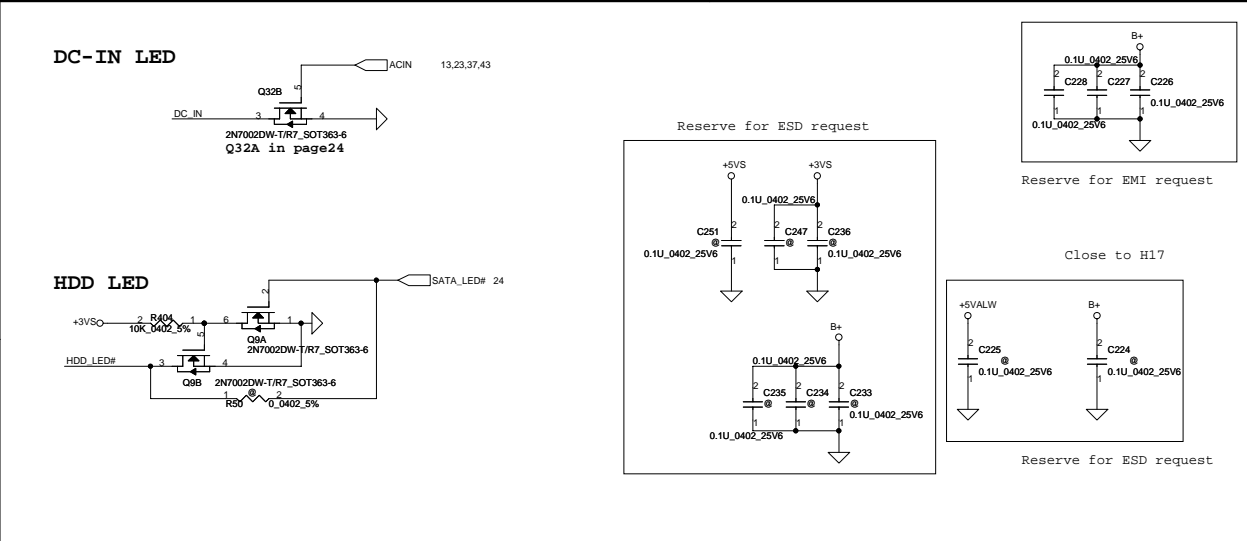 DC-IN LED
ACIN 13,23,37,43
Q32B
5
DC_IN
3 4
2N7002DW-T/R7_SOT363-6
Q32A in page24
HDD LED
SATA_LED# 24
2
+3VS
2 R404 1
10K_0402_5%
6 1
Q9A
2N7002DW-T/R7_SOT363-6
5
HDD_LED#
3 4
Q9B
2N7002DW-T/R7_SOT363-6
@
1 2
R50 0_0402_5%
Reserve for ESD request
+5VS
+3VS
0.1U_0402_25V6
2 2 2
C251 C247 C236
@ @ @
0.1U_0402_25V6 0.1U_0402_25V6
1 1 1
B+
0.1U_0402_25V6
2 2 2
C235 C234 C233
@ @ @
0.1U_0402_25V6
1 1 1
0.1U_0402_25V6
B+
0.1U_0402_25V6
2 2 2
C228 C227 C226
0.1U_0402_25V6
1 1 1
0.1U_0402_25V6
Reserve for EMI request
Close to H17
+5VALW
B+
2 2
C225 C224
@ @
0.1U_0402_25V6 0.1U_0402_25V6
1 1
Reserve for ESD request